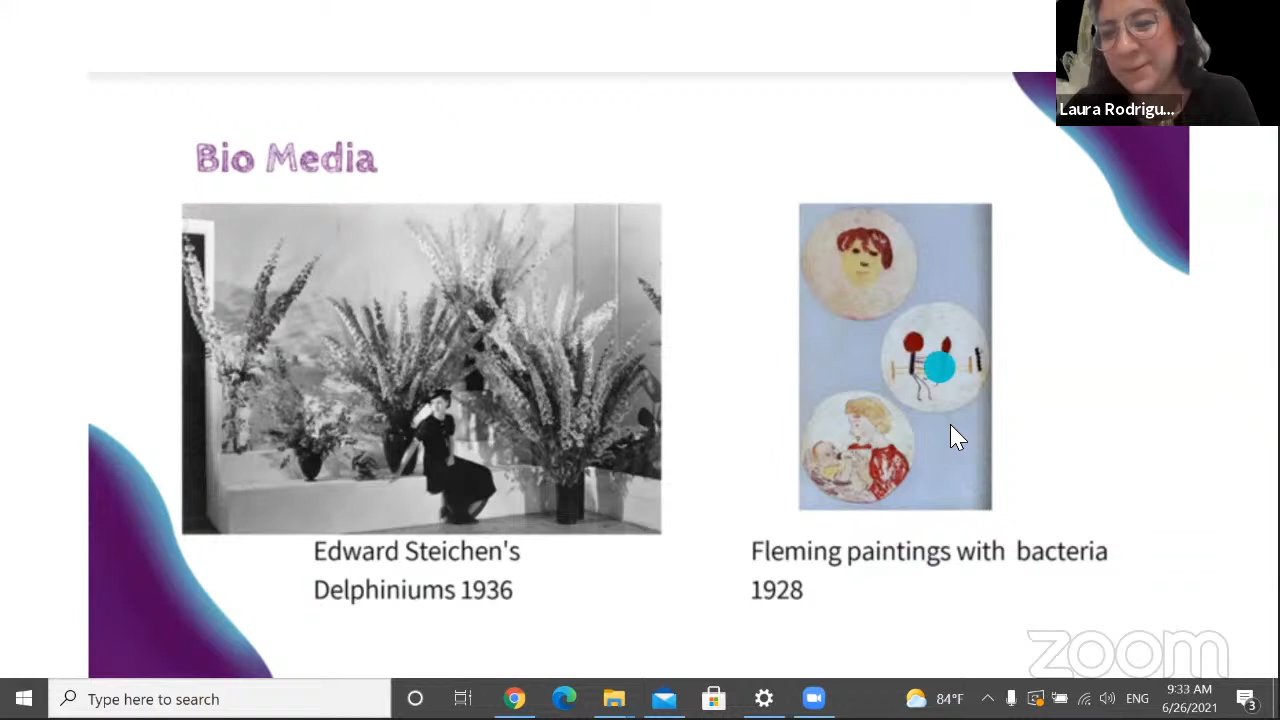 Laura Rodrigu...
Bio Media
Edward Steichen's
Delphiniums 1936
Fleming paintings with bacteria
1928
zoom
Type here to search
84°F
ENG
9:33 AM
6/26/2021
3